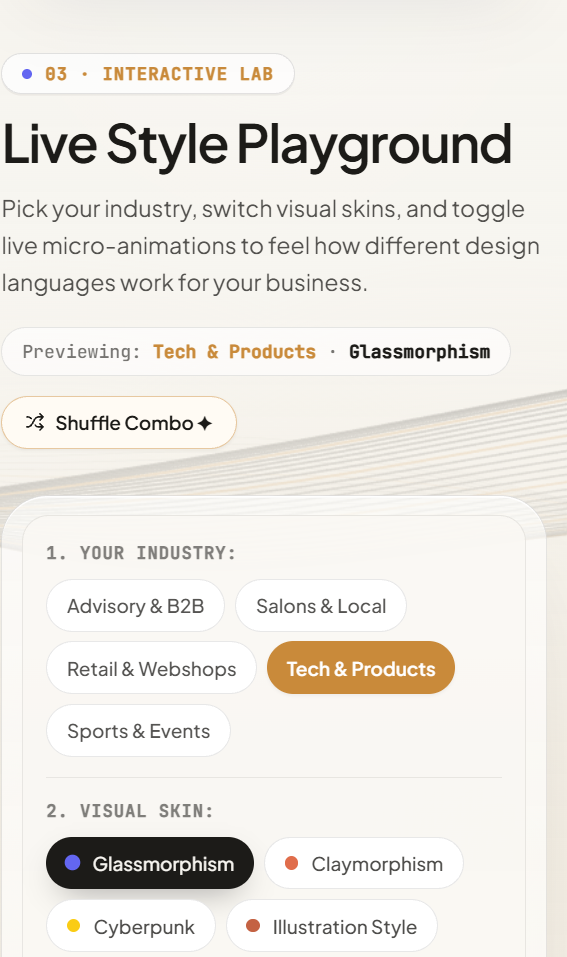 03 · INTERACTIVE LAB
Live Style Playground
Pick your industry, switch visual skins, and toggle
live micro-animations to feel how different design
languages work for your business.
Previewing: Tech & Products · Glassmorphism
Shuffle Combo ✦
1. YOUR INDUSTRY:
Advisory & B2B
Salons & Local
Retail & Webshops
Tech & Products
Sports & Events
2. VISUAL SKIN:
Glassmorphism
Claymorphism
Cyberpunk
Illustration Style